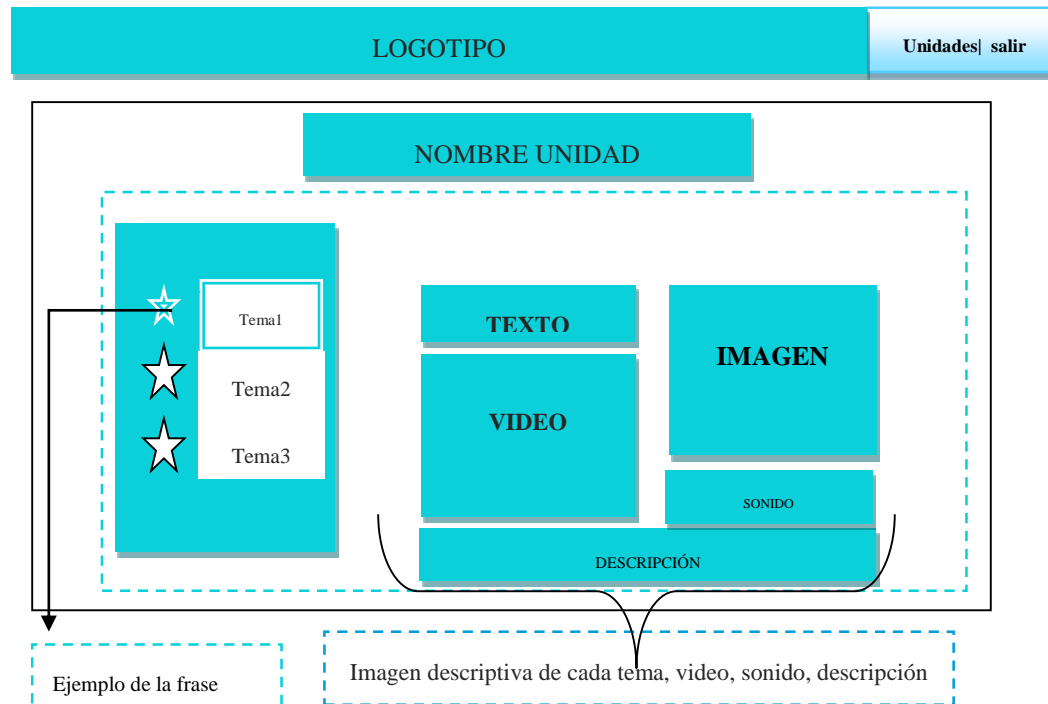 LOGOTIPO
Unidades| salir
NOMBRE UNIDAD
Tema1
Tema2
Tema3
TEXTO
VIDEO
IMAGEN
SONIDO
DESCRIPCIÓN
Ejemplo de la frase
Imagen descriptiva de cada tema, video, sonido, descripción